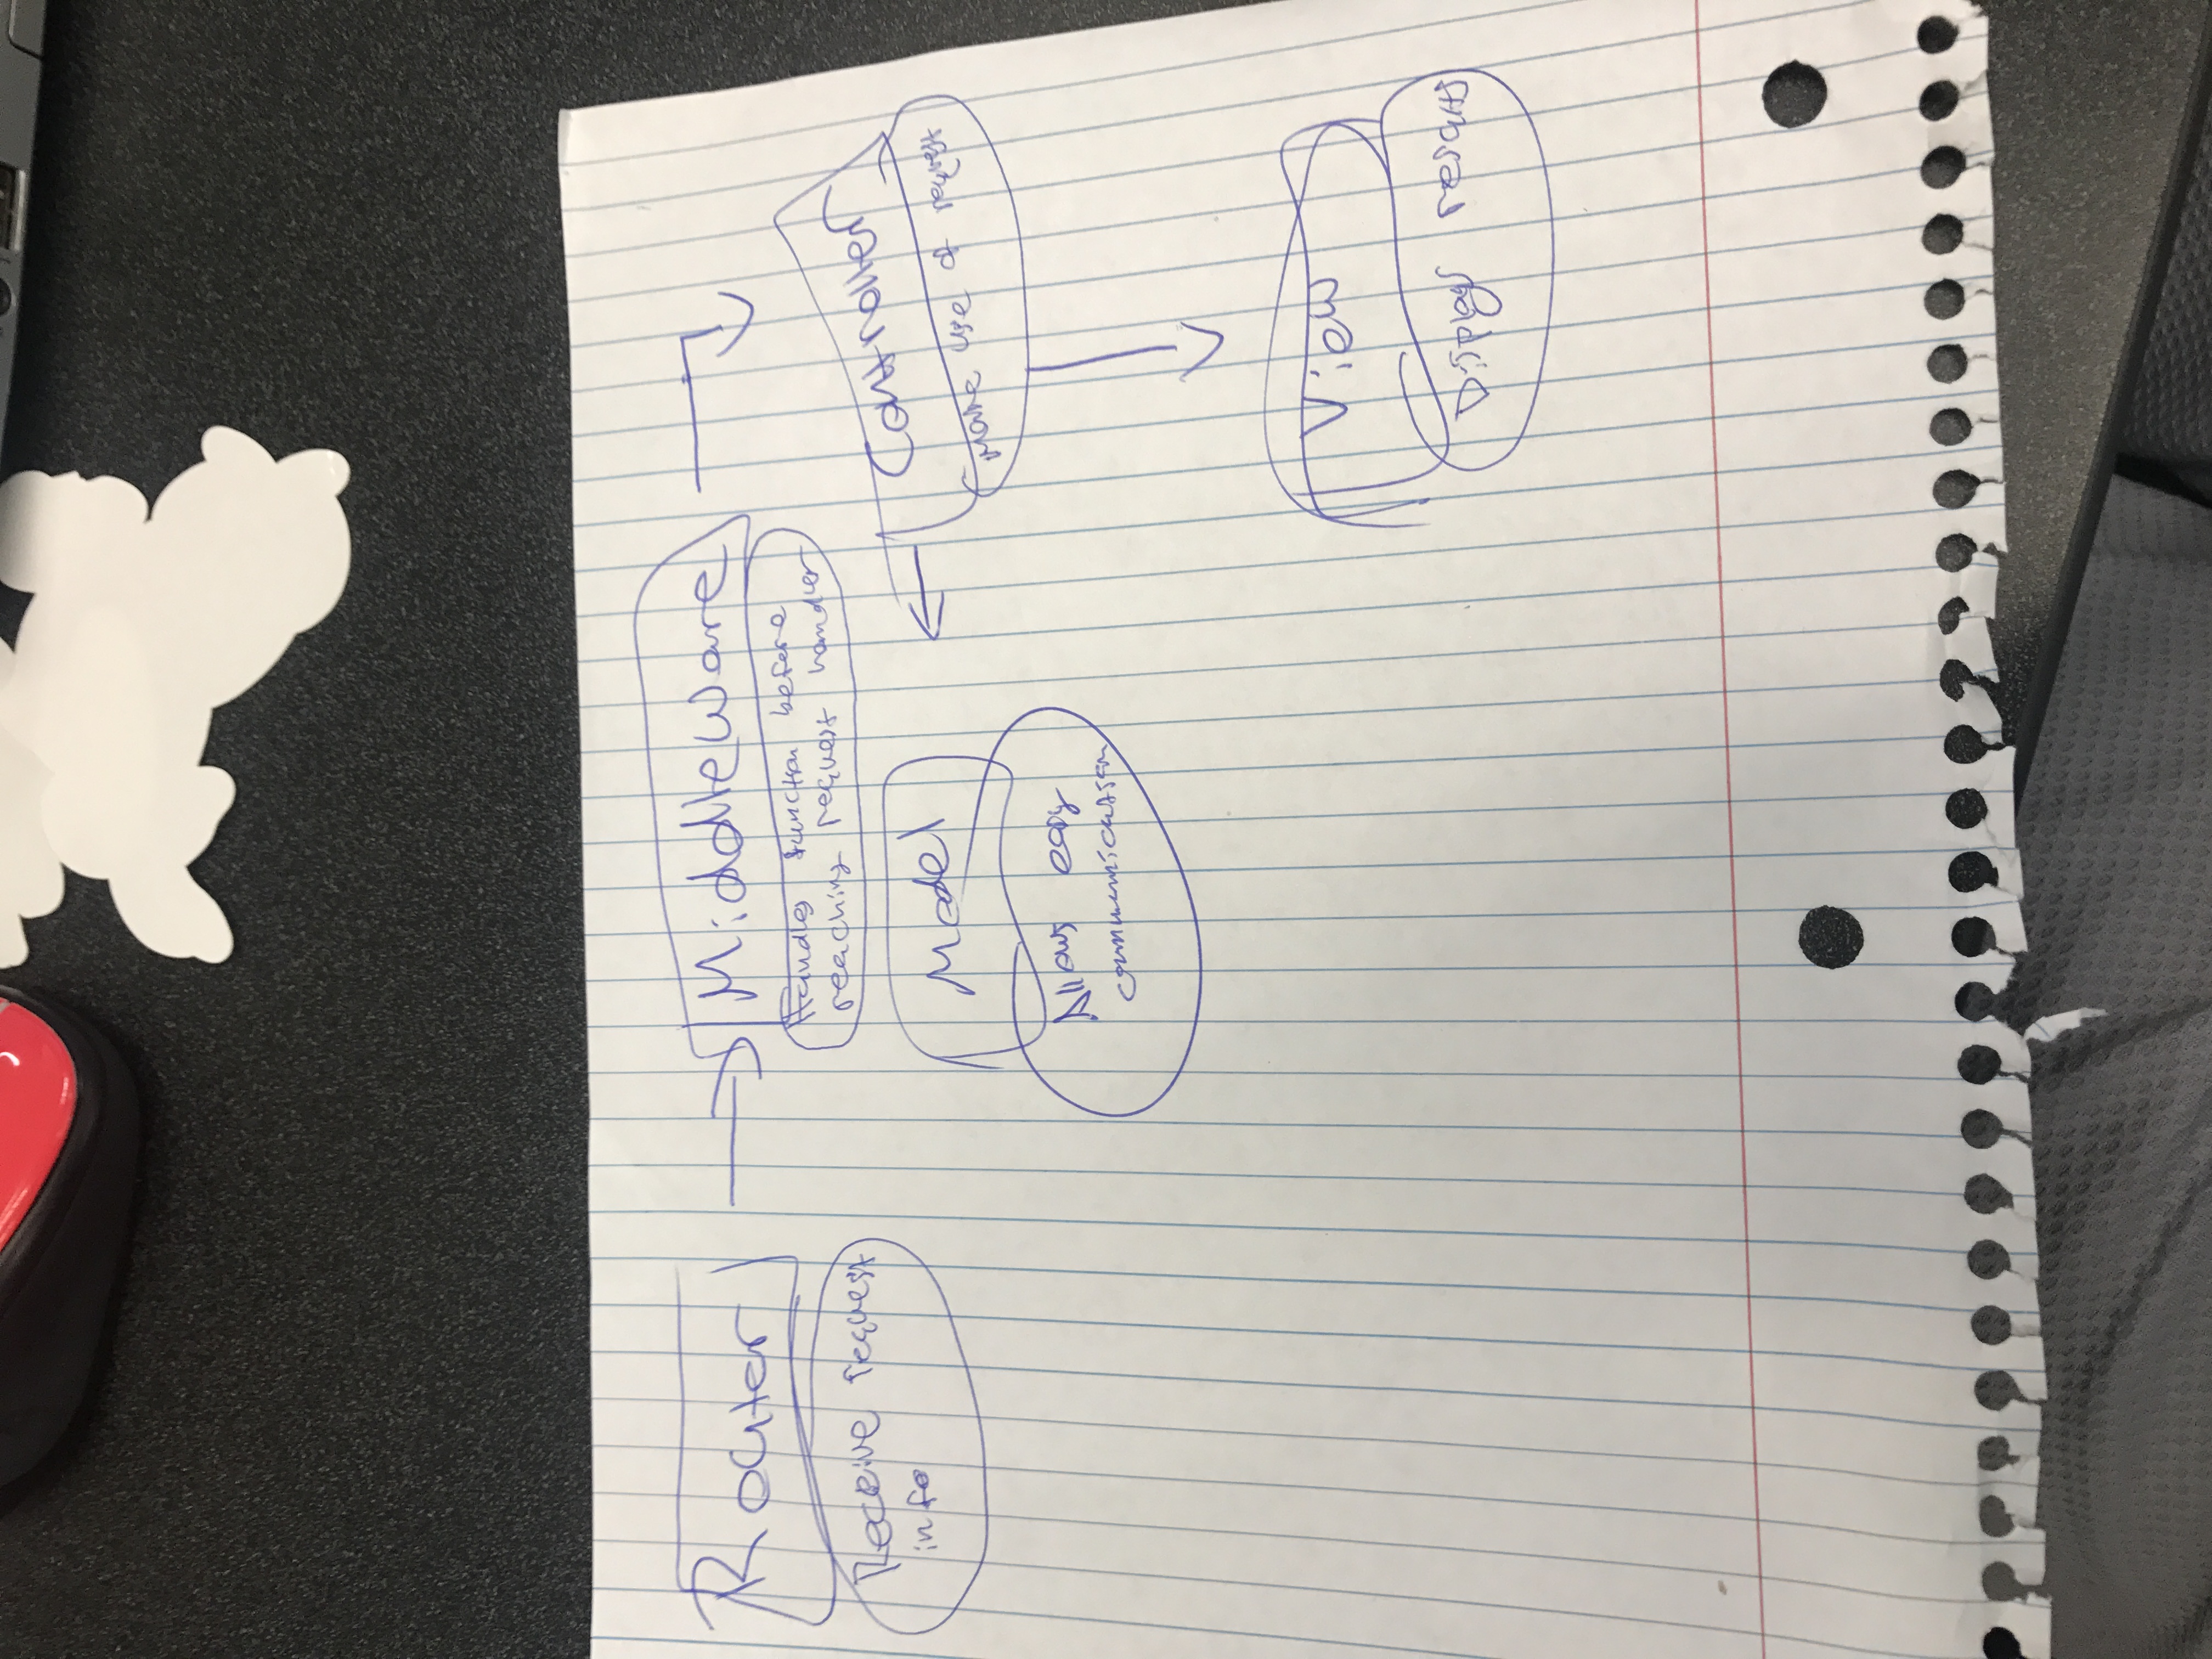 Router
Receive request
info
MiddleWare
Handles function before
reaching request handler
Controller
Make use of request
Model
Allows easy
communication
View
Displays results